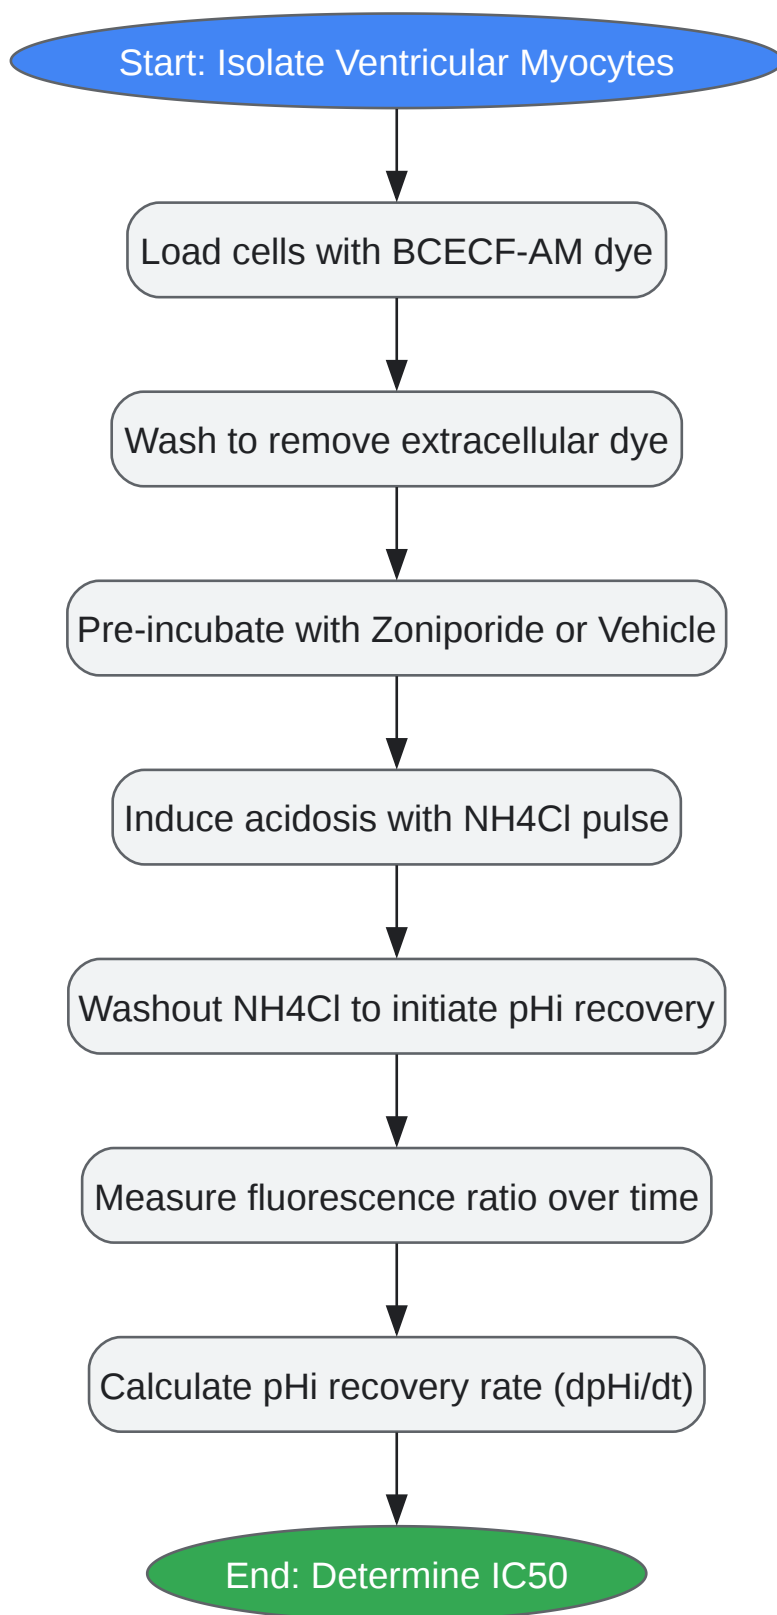 Start: Isolate Ventricular Myocytes
Load cells with BCECF-AM dye
Wash to remove extracellular dye
Pre-incubate with Zoniporide or Vehicle
Induce acidosis with NH4Cl pulse
Washout NH4Cl to initiate pHi recovery
Measure fluorescence ratio over time
Calculate pHi recovery rate (dpHi/dt)
End: Determine IC50